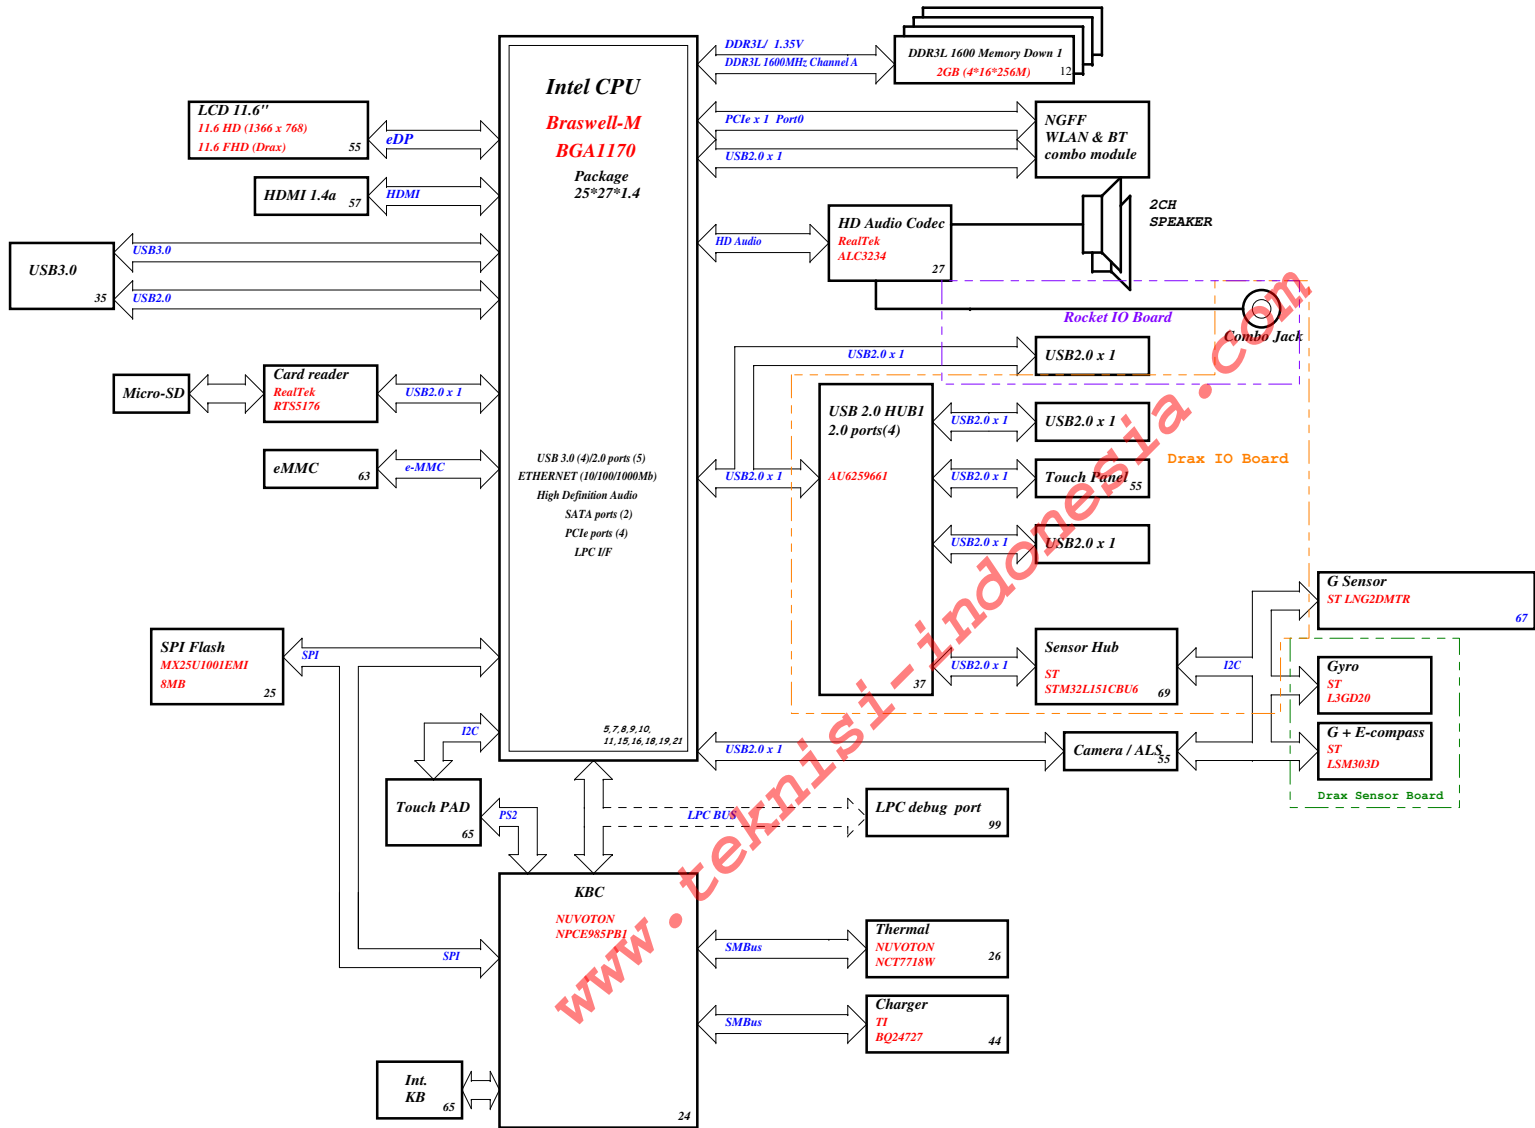 DDR3L/ 1.35V
DDR3L 1600MHz Channel A
DDR3L 1600 Memory Down 1
2GB (4*16*256M)
12
Intel CPU
Braswell-M
BGA1170
Package
25*27*1.4
LCD 11.6"
11.6 HD (1366 x 768)
11.6 FHD (Drax)
55
eDP
PCIe x 1 Port0
USB2.0 x 1
NGFF
WLAN & BT
combo module
HDMI 1.4a
57
HDMI
2CH
SPEAKER
HD Audio
HD Audio Codec
RealTek
ALC3234
27
USB3.0
35
USB3.0
USB2.0
Rocket IO Board
Combo Jack
USB2.0 x 1
USB2.0 x 1
Micro-SD
Card reader
RealTek
RTS5176
USB2.0 x 1
USB 2.0 HUB1
2.0 ports(4)
AU6259661
37
USB2.0 x 1
USB2.0 x 1
Drax IO Board
eMMC
63
e-MMC
USB 3.0 (4)/2.0 ports (5)
ETHERNET (10/100/1000Mb)
High Definition Audio
SATA ports (2)
PCIe ports (4)
LPC I/F
USB2.0 x 1
USB2.0 x 1
Touch Panel
55
USB2.0 x 1
USB2.0 x 1
G Sensor
ST LNG2DMTR
67
SPI Flash
MX25U1001EMI
8MB
25
SPI
USB2.0 x 1
Sensor Hub
ST
STM32L151CBU6
69
I2C
Gyro
ST
L3GD20
5,7,8,9,10,
11,15,16,18,19,21
I2C
USB2.0 x 1
Camera / ALS
55
G + E-compass
ST
LSM303D
Drax Sensor Board
Touch PAD
65
PS2
LPC BUS
LPC debug port
99
KBC
NUVOTON
NPCE985PB1
24
SPI
SMBus
Thermal
NUVOTON
NCT7718W
26
SMBus
Charger
TI
BQ24727
44
Int.
KB
65
www.teknisi-indonesia.com